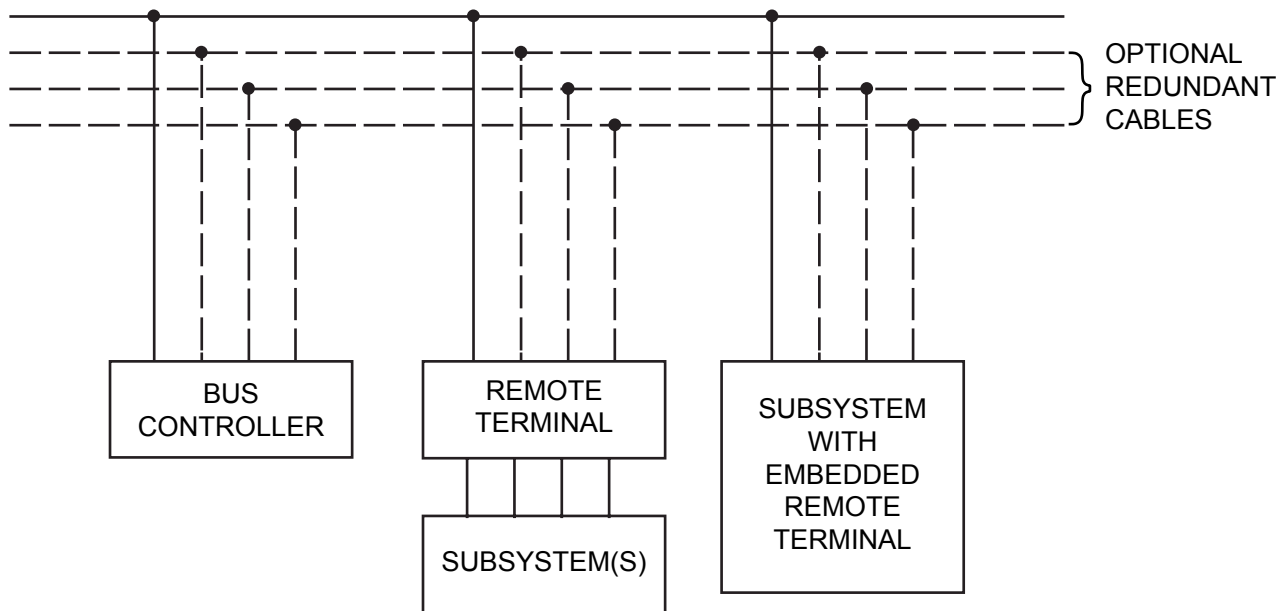 OPTIONAL
REDUNDANT
CABLES
BUS
CONTROLLER
REMOTE
TERMINAL
SUBSYSTEM(S)
SUBSYSTEM
WITH
EMBEDDED
REMOTE
TERMINAL